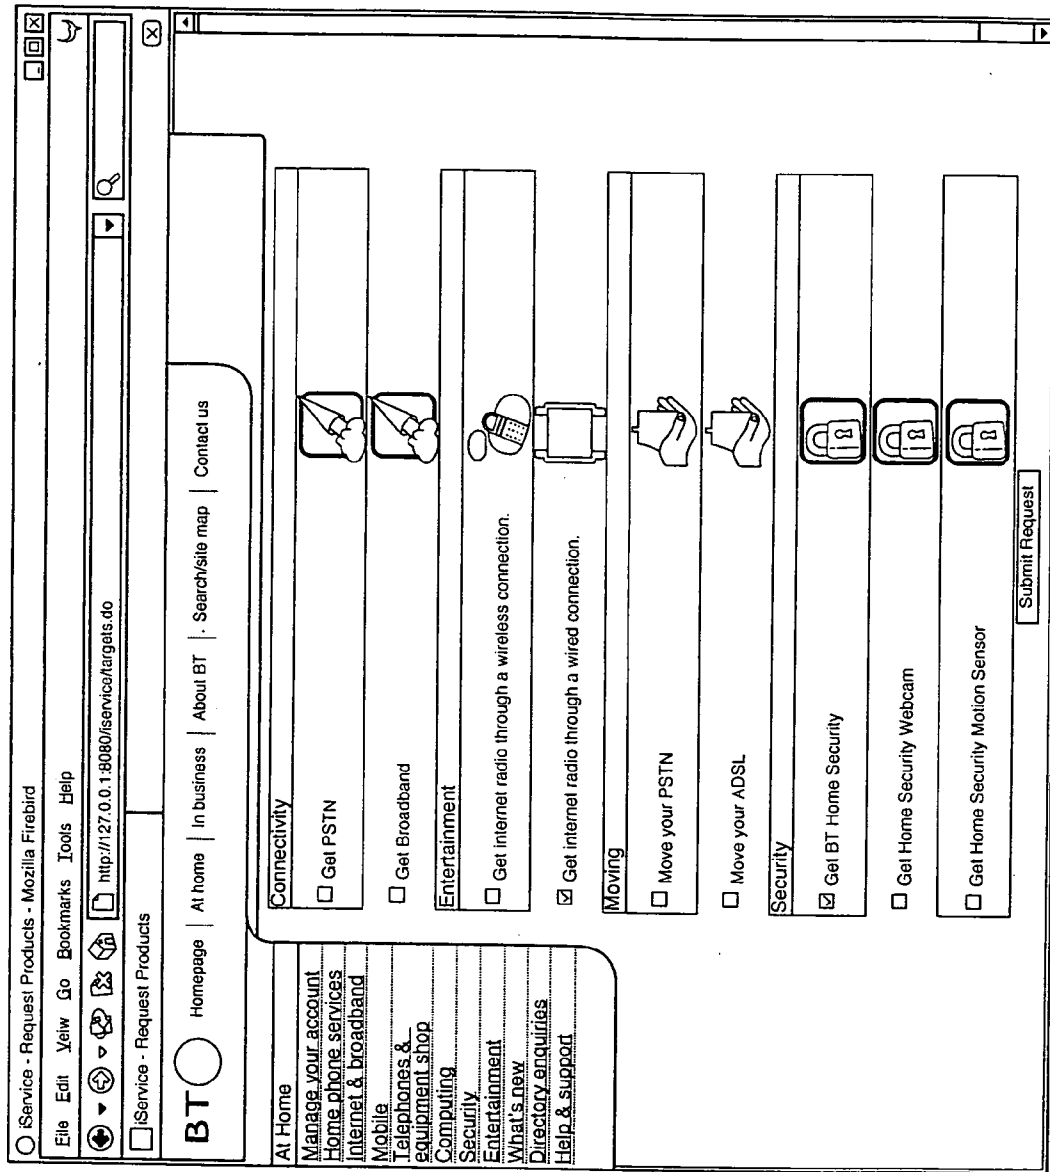 iService - Request Products - Mozilla Firebird
File Edit Veiw Go Bookmarks Tools Help
http://127.0.0.1:8080/iservice/targets.do
iService - Request Products
BT
Homepage | At home | In business | About BT | Search/site map | Contact us
At Home
Manage your account
Home phone services
Internet & broadband
Mobile
Telephones &
equipment shop
Computing
Security
Entertainment
What's new
Directory enquiries
Help & support
Connectivity
Get PSTN
Get Broadband
Entertainment
Get internet radio through a wireless connection.
Get internet radio through a wired connection.
Moving
Move your PSTN
Move your ADSL
Security
Get BT Home Security
Get Home Security Webcam
Get Home Security Motion Sensor
Submit Request